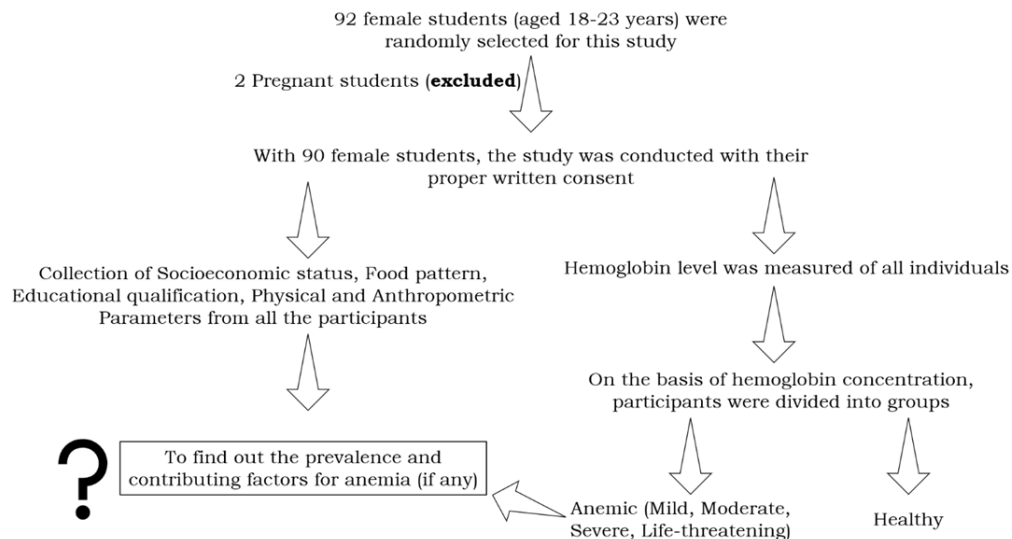 92 female students (aged 18-23 years) were
randomly selected for this study
2 Pregnant students (excluded)
With 90 female students, the study was conducted with their
proper written consent
Collection of Socioeconomic status, Food pattern,
Educational qualification, Physical and Anthropometric
Parameters from all the participants
Hemoglobin level was measured of all individuals
On the basis of hemoglobin concentration,
participants were divided into groups
?
To find out the prevalence and
contributing factors for anemia (if any)
Anemic (Mild, Moderate,
Severe, Life-threatening)
Healthy